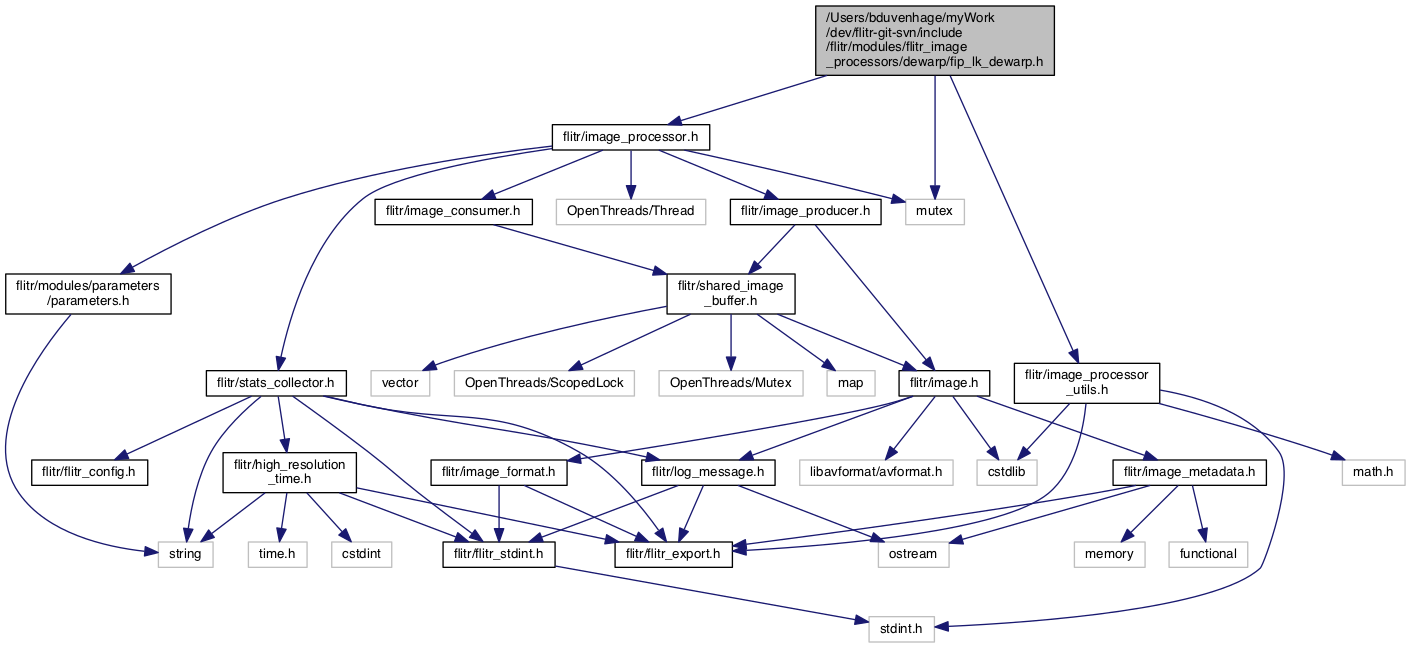 /Users/bduvenhage/myWork
/dev/flitr-git-svn/include
/flitr/modules/flitr_image
_processors/dewarp/fip_lk_dewarp.h
flitr/image_processor.h
flitr/image_consumer.h
OpenThreads/Thread
flitr/image_producer.h
mutex
flitr/modules/parameters
/parameters.h
flitr/shared_image
_buffer.h
flitr/stats_collector.h
vector
OpenThreads/ScopedLock
OpenThreads/Mutex
map
flitr/image.h
flitr/image_processor
_utils.h
flitr/flitr_config.h
flitr/high_resolution
_time.h
flitr/image_format.h
flitr/log_message.h
libavformat/avformat.h
cstdlib
flitr/image_metadata.h
math.h
string
time.h
cstdint
flitr/flitr_stdint.h
flitr/flitr_export.h
ostream
memory
functional
stdint.h